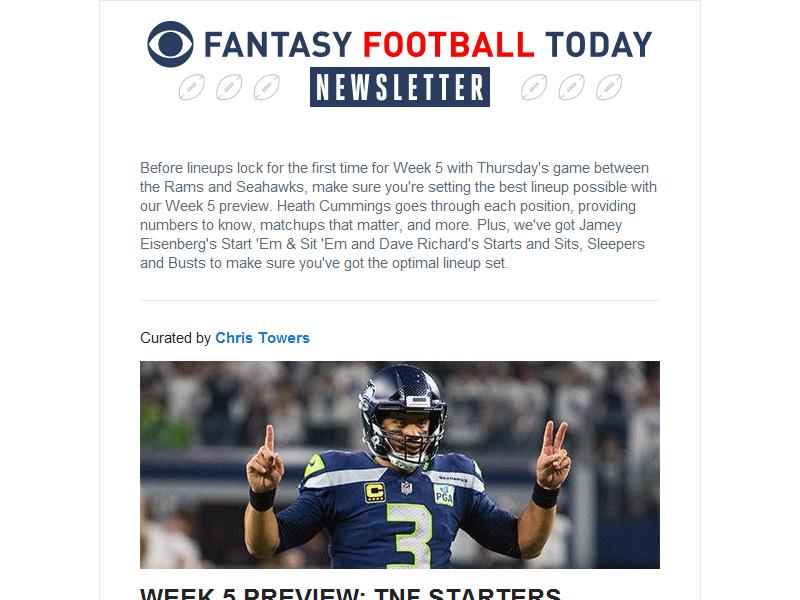 FANTASY FOOTBALL TODAY
NEWSLETTER
Before lineups lock for the first time for Week 5 with Thursday's game between
the Rams and Seahawks, make sure you're setting the best lineup possible with
our Week 5 preview. Heath Cummings goes through each position, providing
numbers to know, matchups that matter, and more. Plus, we've got Jamey
Eisenberg's Start 'Em & Sit 'Em and Dave Richard's Starts and Sits, Sleepers
and Busts to make sure you've got the optimal lineup set.
Curated by Chris Towers
SEAHAWKS
C
PGA
3
WEEK 5 PREVIEW: TNF STARTERS